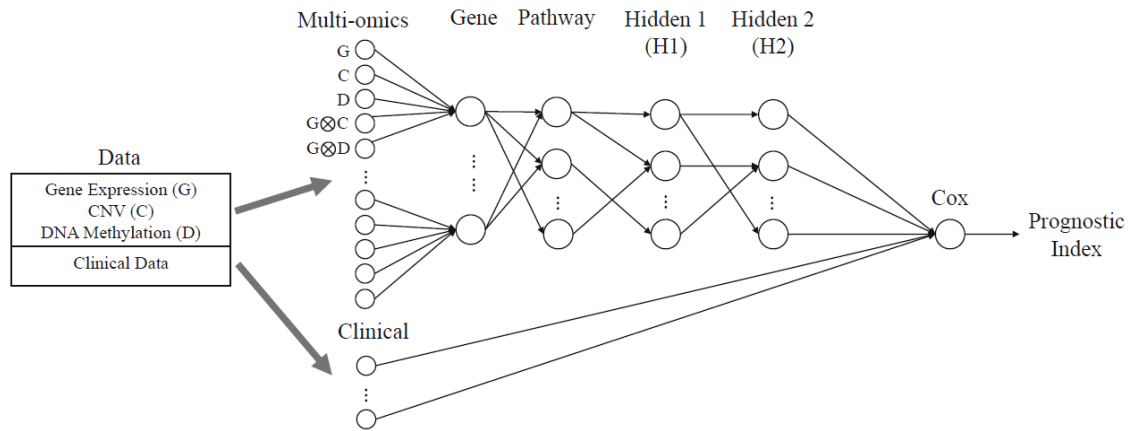 Multi-omics
Gene
Pathway
Hidden 1
(H1)
Hidden 2
(H2)
G
C
D
G⊗C
G⊗D
Data
Gene Expression (G)
CNV (C)
DNA Methylation (D)
Clinical Data
Clinical
Cox
Prognostic
Index